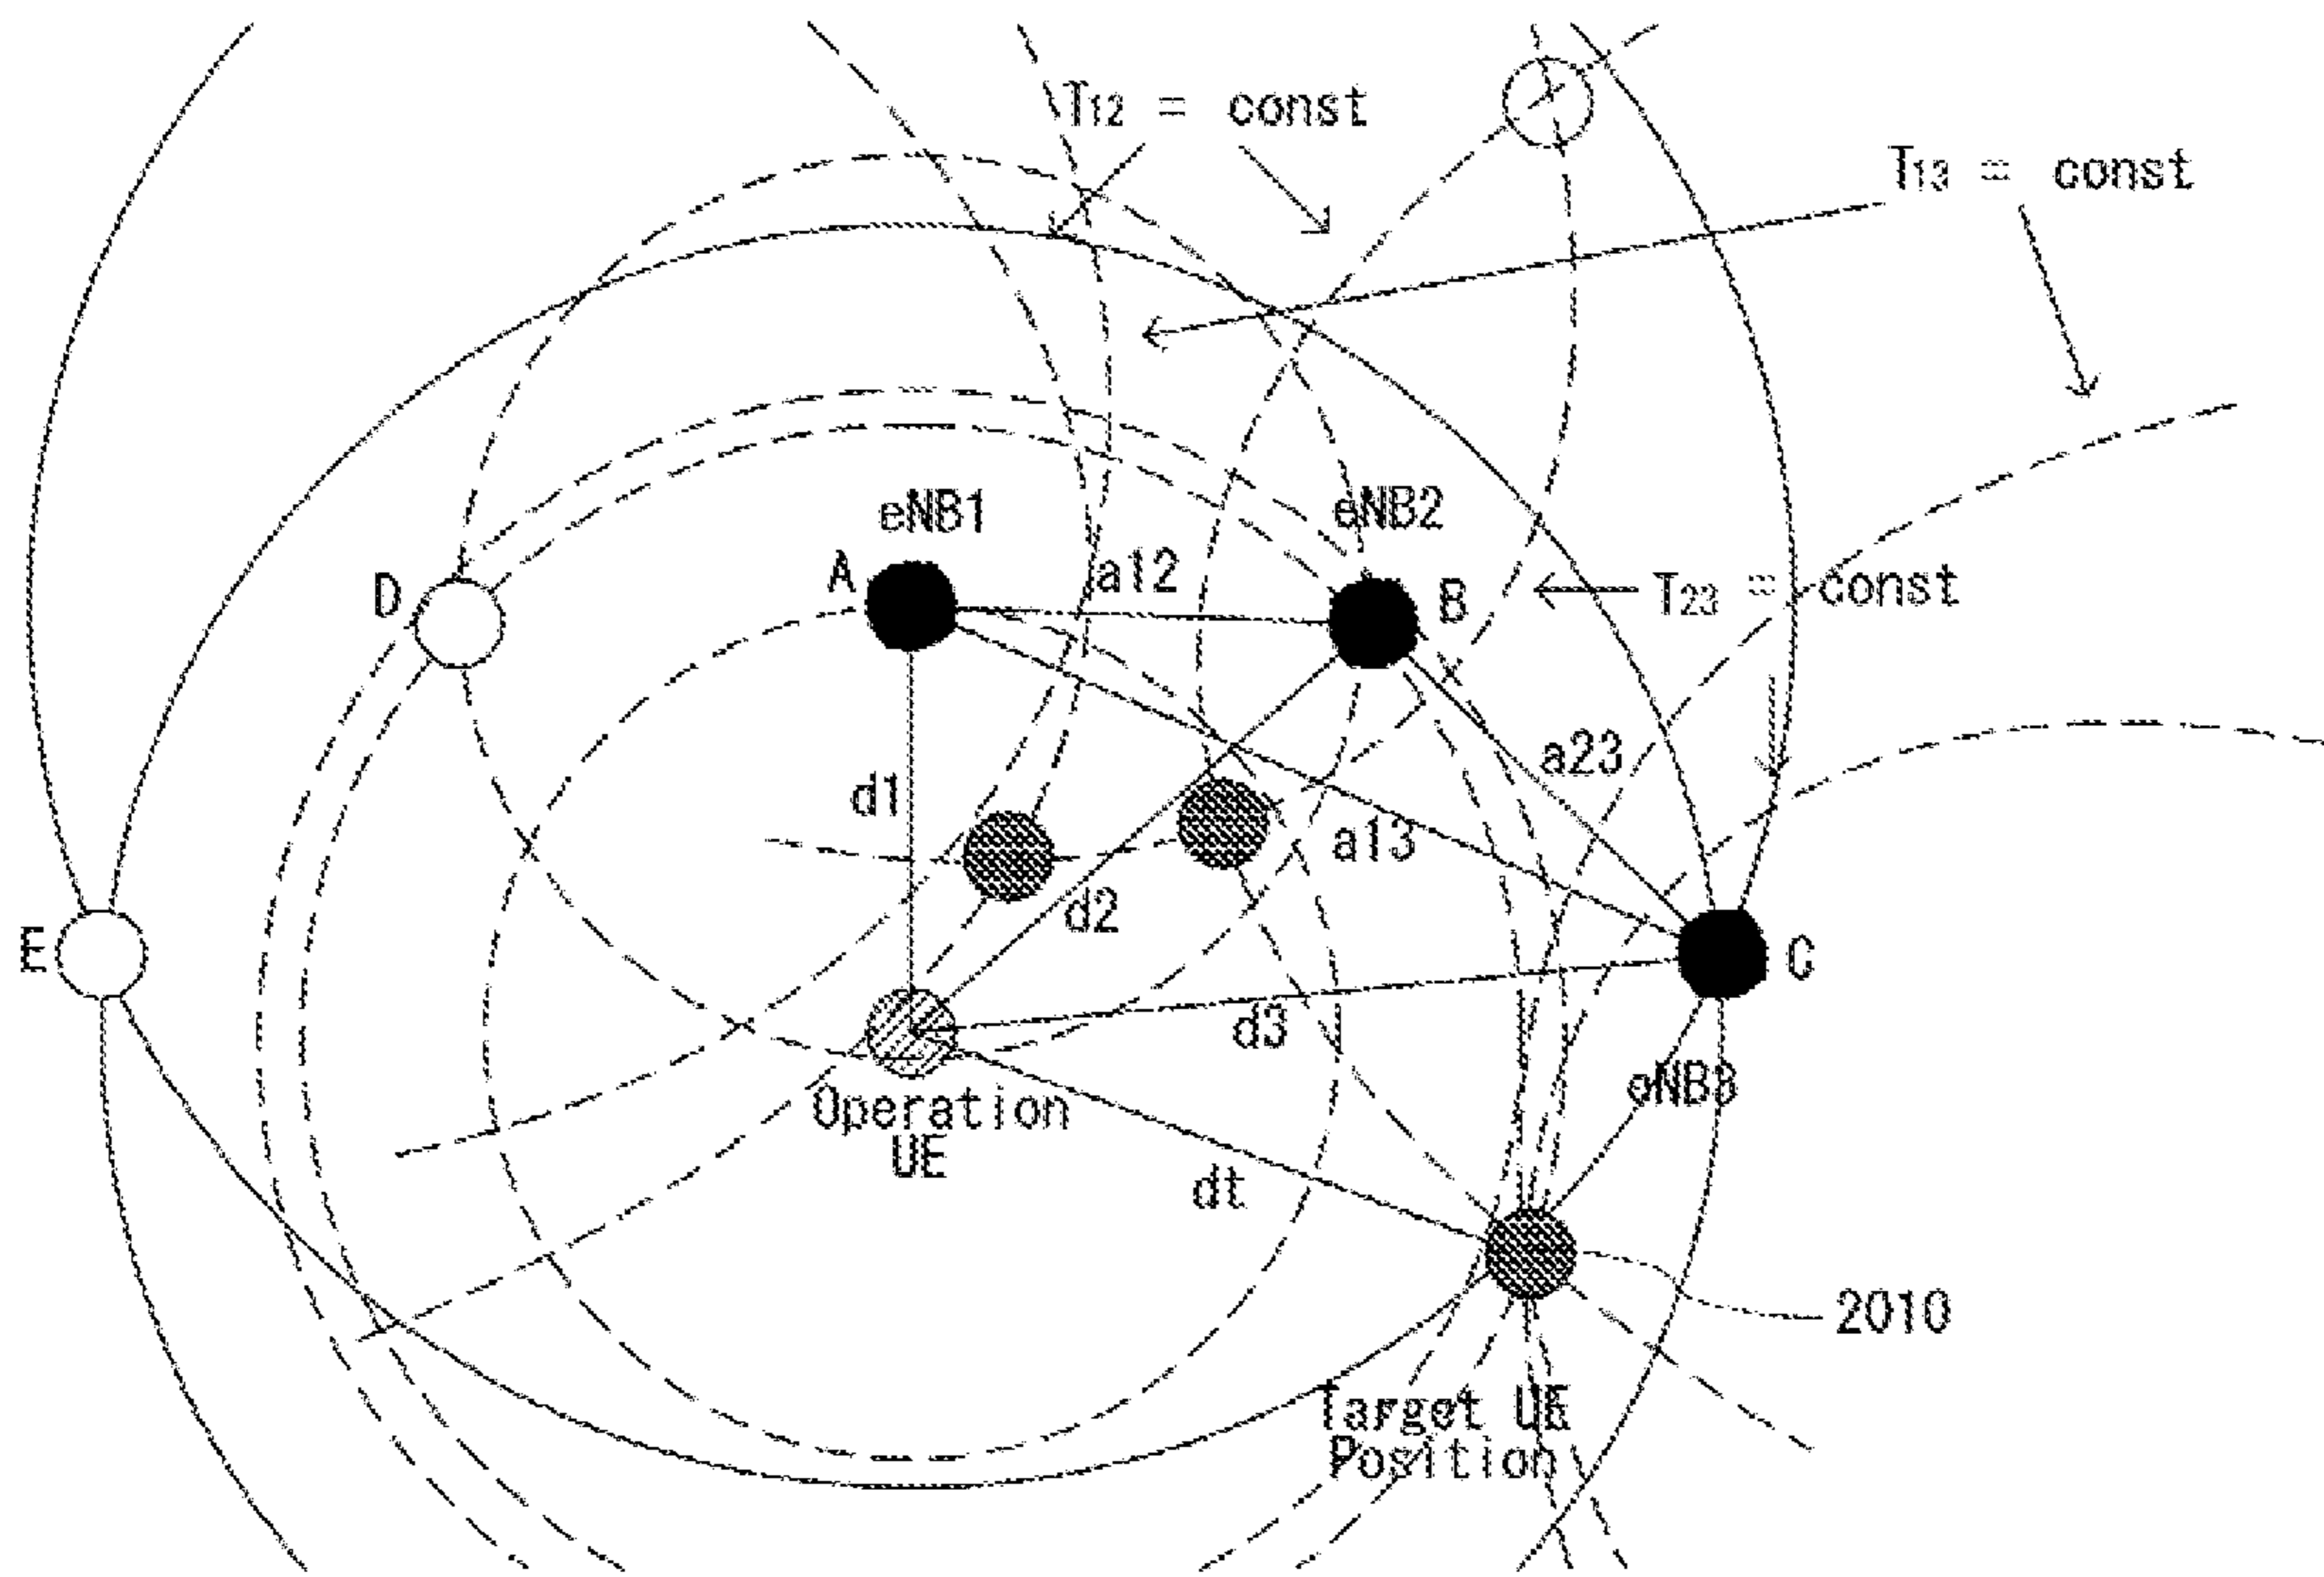 T12 = const
T13 = const
eNB1
eNB2
A
a12
B
T23 = const
D
a23
d1
a13
d2
E
C
d3
eNB3
Operation
UE
dt
2010
Target UE
Position